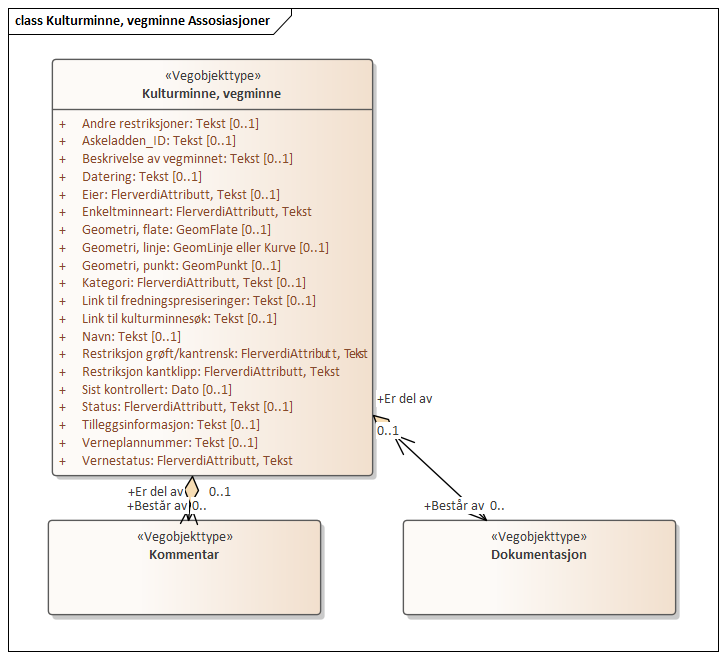 class Kulturminne, vegminne Assosiasjoner
«Vegobjekttype»
Kulturminne, vegminne
+ Andre restriksjoner: Tekst [0..1]
+ Askeladden_ID: Tekst [0..1]
+ Beskrivelse av vegminnet: Tekst [0..1]
+ Datering: Tekst [0..1]
+ Eier: FlerverdiAttributt, Tekst [0..1]
+ Enkeltminneart: FlerverdiAttributt, Tekst
+ Geometri, flate: GeomFlate [0..1]
+ Geometri, linje: GeomLinje eller Kurve [0..1]
+ Geometri, punkt: GeomPunkt [0..1]
+ Kategori: FlerverdiAttributt, Tekst [0..1]
+ Link til fredningspresiseringer: Tekst [0..1]
+ Link til kulturminnesøk: Tekst [0..1]
+ Navn: Tekst [0..1]
+ Restriksjon grøft/kantrensk: FlerverdiAttributt, Tekst
+ Restriksjon kantklipp: FlerverdiAttributt, Tekst
+ Sist kontrollert: Dato [0..1]
+ Status: FlerverdiAttributt, Tekst [0..1]
+ Tilleggsinformasjon: Tekst [0..1]
+ Verneplannummer: Tekst [0..1]
+ Vernestatus: FlerverdiAttributt, Tekst
+Er del av
0..1
+Er del av 0..1
+Består av 0..
+Består av 0..
«Vegobjekttype»
Kommentar
«Vegobjekttype»
Dokumentasjon